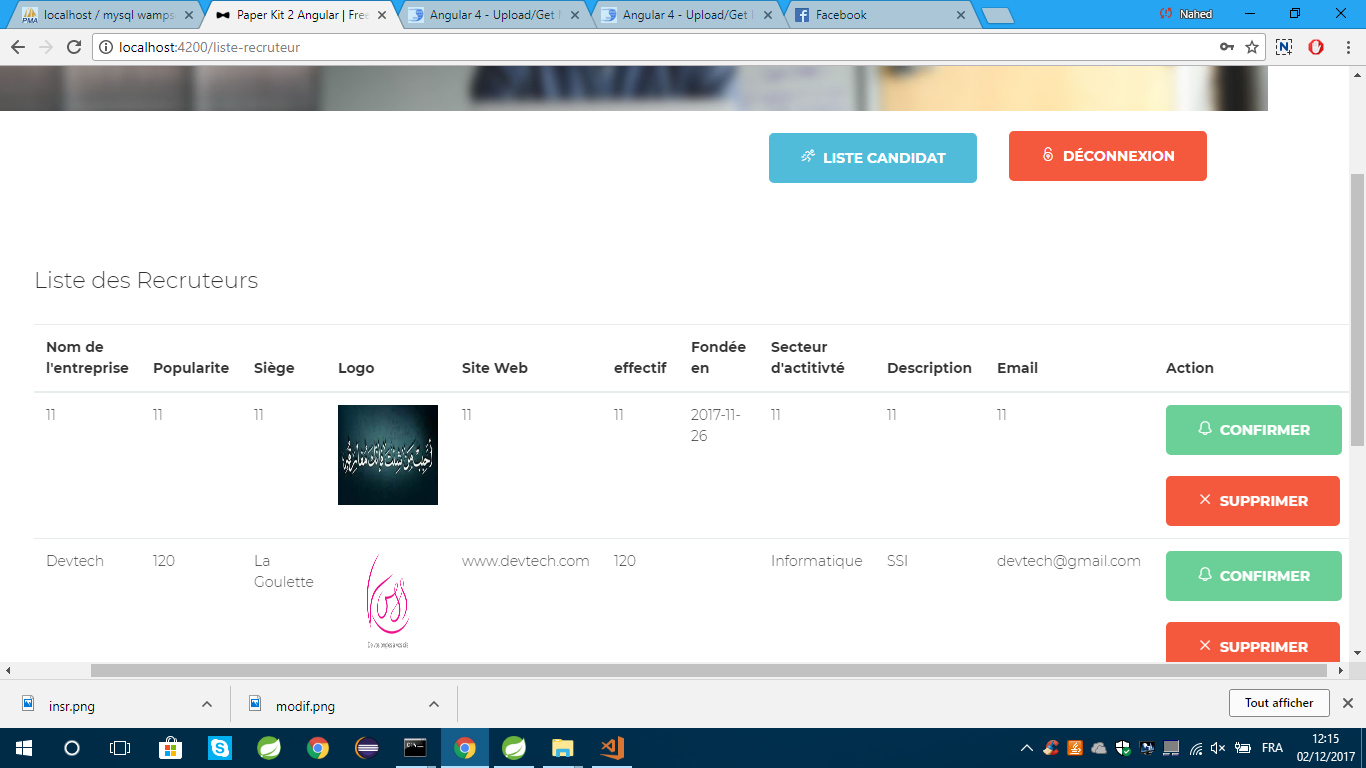 localhost / mysql wamps
Paper Kit 2 Angular | Fre
Angular 4 - Upload/Get
Angular 4 - Upload/Get
Facebook
Nahed
localhost:4200/liste-recruteur
LISTE CANDIDAT
DÉCONNEXION
Liste des Recruteurs
Nom de l'entreprise Popularite Siège Logo Site Web effectif Fondée en Secteur d'actitivté Description Email Action
11 11 11 11 11 2017-11-26 11 11 11
CONFIRMER
SUPPRIMER
Devtech 120 La Goulette www.devtech.com 120 Informatique SSI devtech@gmail.com
CONFIRMER
SUPPRIMER
insr.png
modif.png
Tout afficher
FRA
12:15
02/12/2017